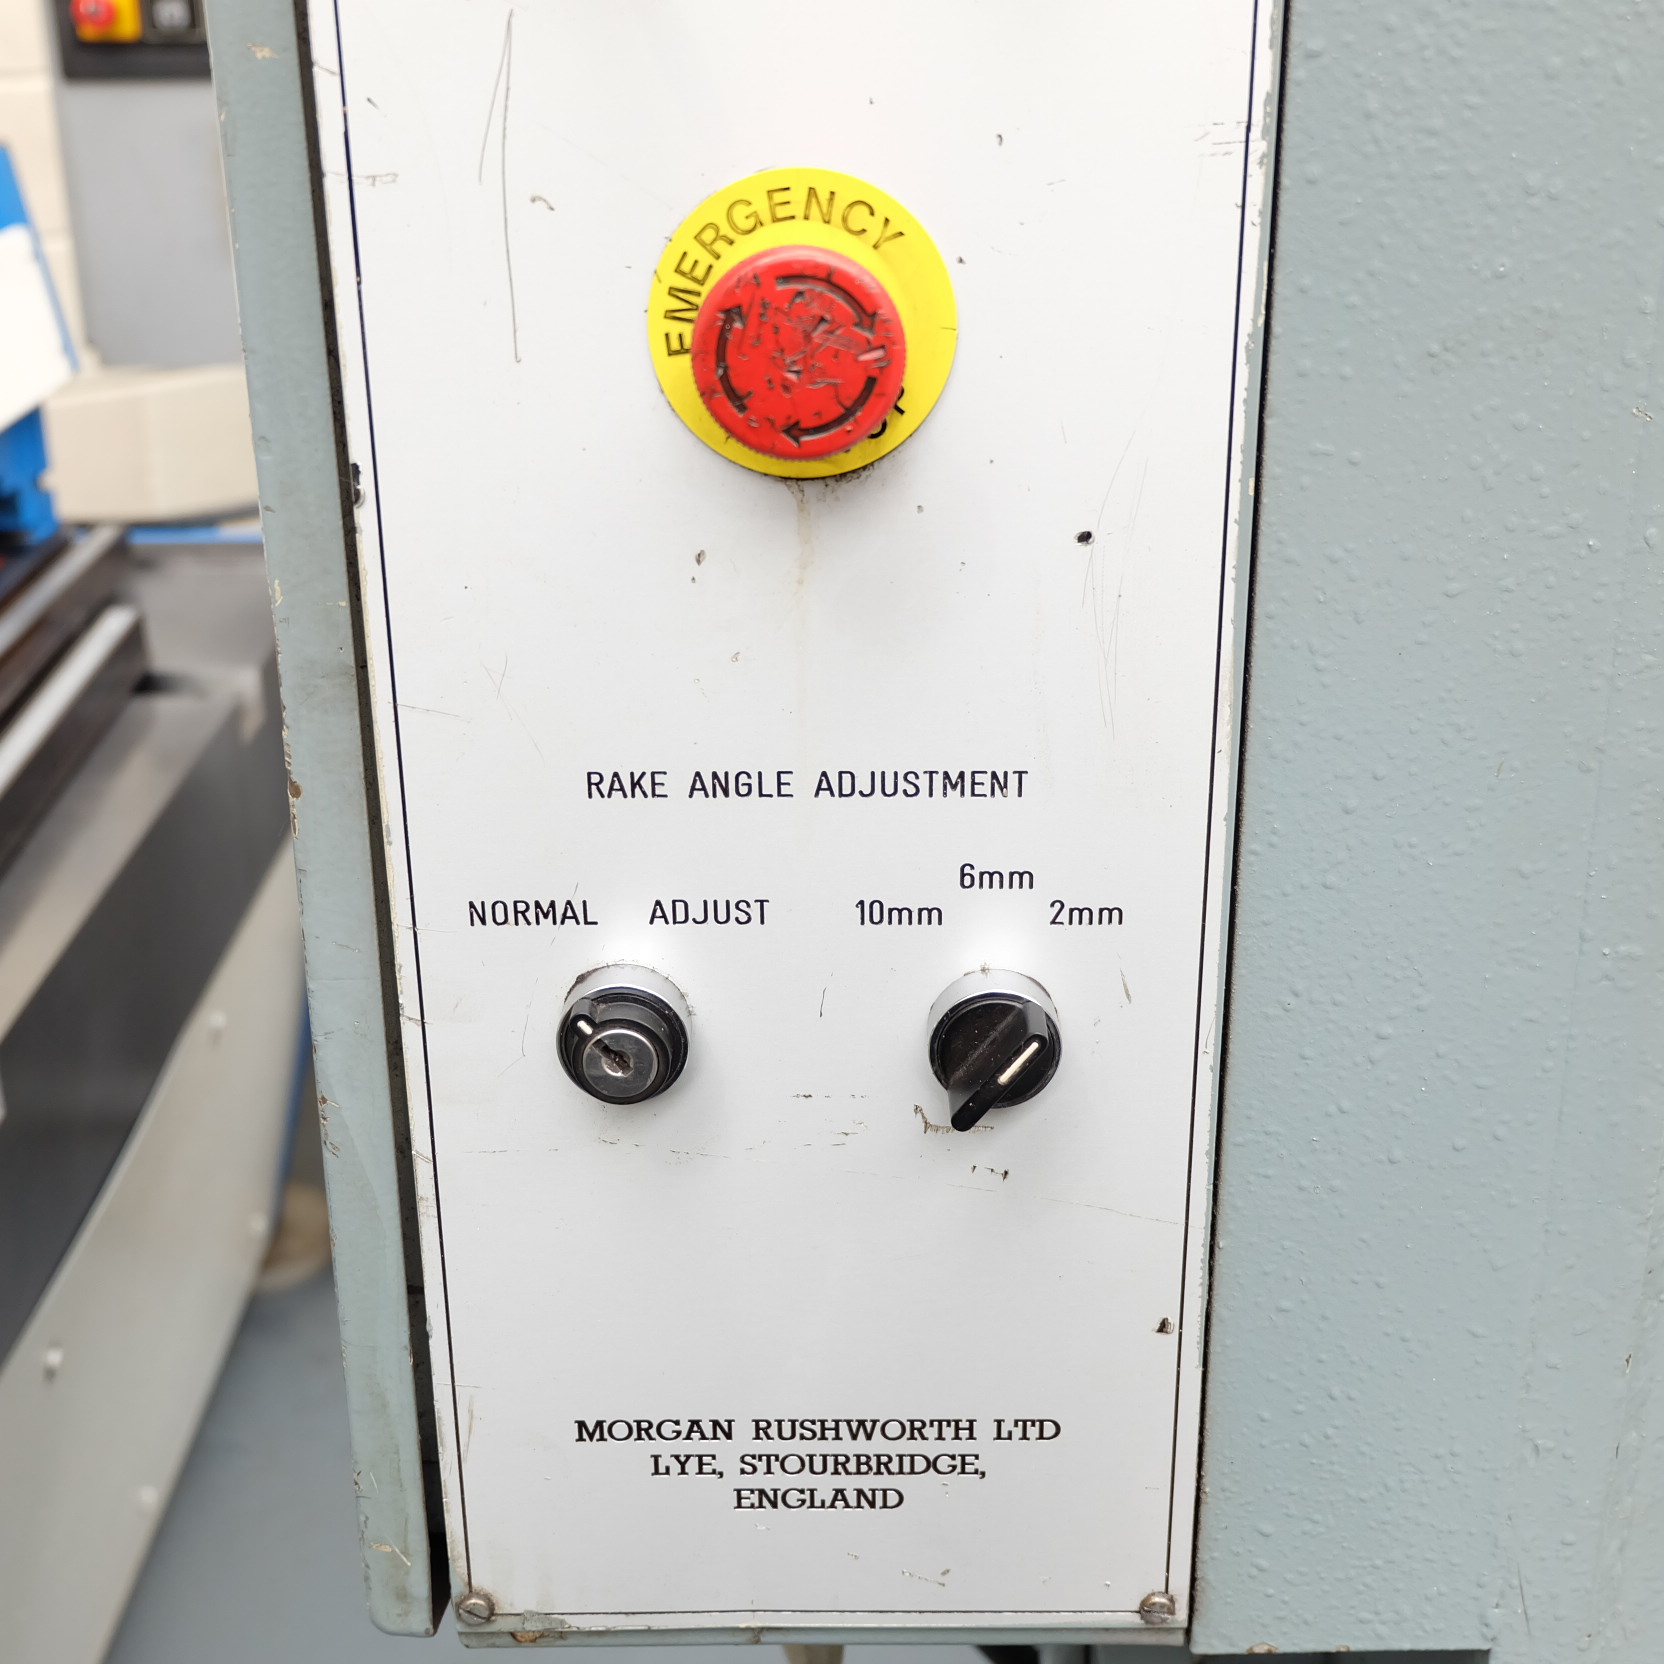 EMERGENCY
RAKE ANGLE ADJUSTMENT
6mm
NORMAL ADJUST 10mm 2mm
MORGAN RUSHWORTH LTD
LYE, STOURBRIDGE,
ENGLAND